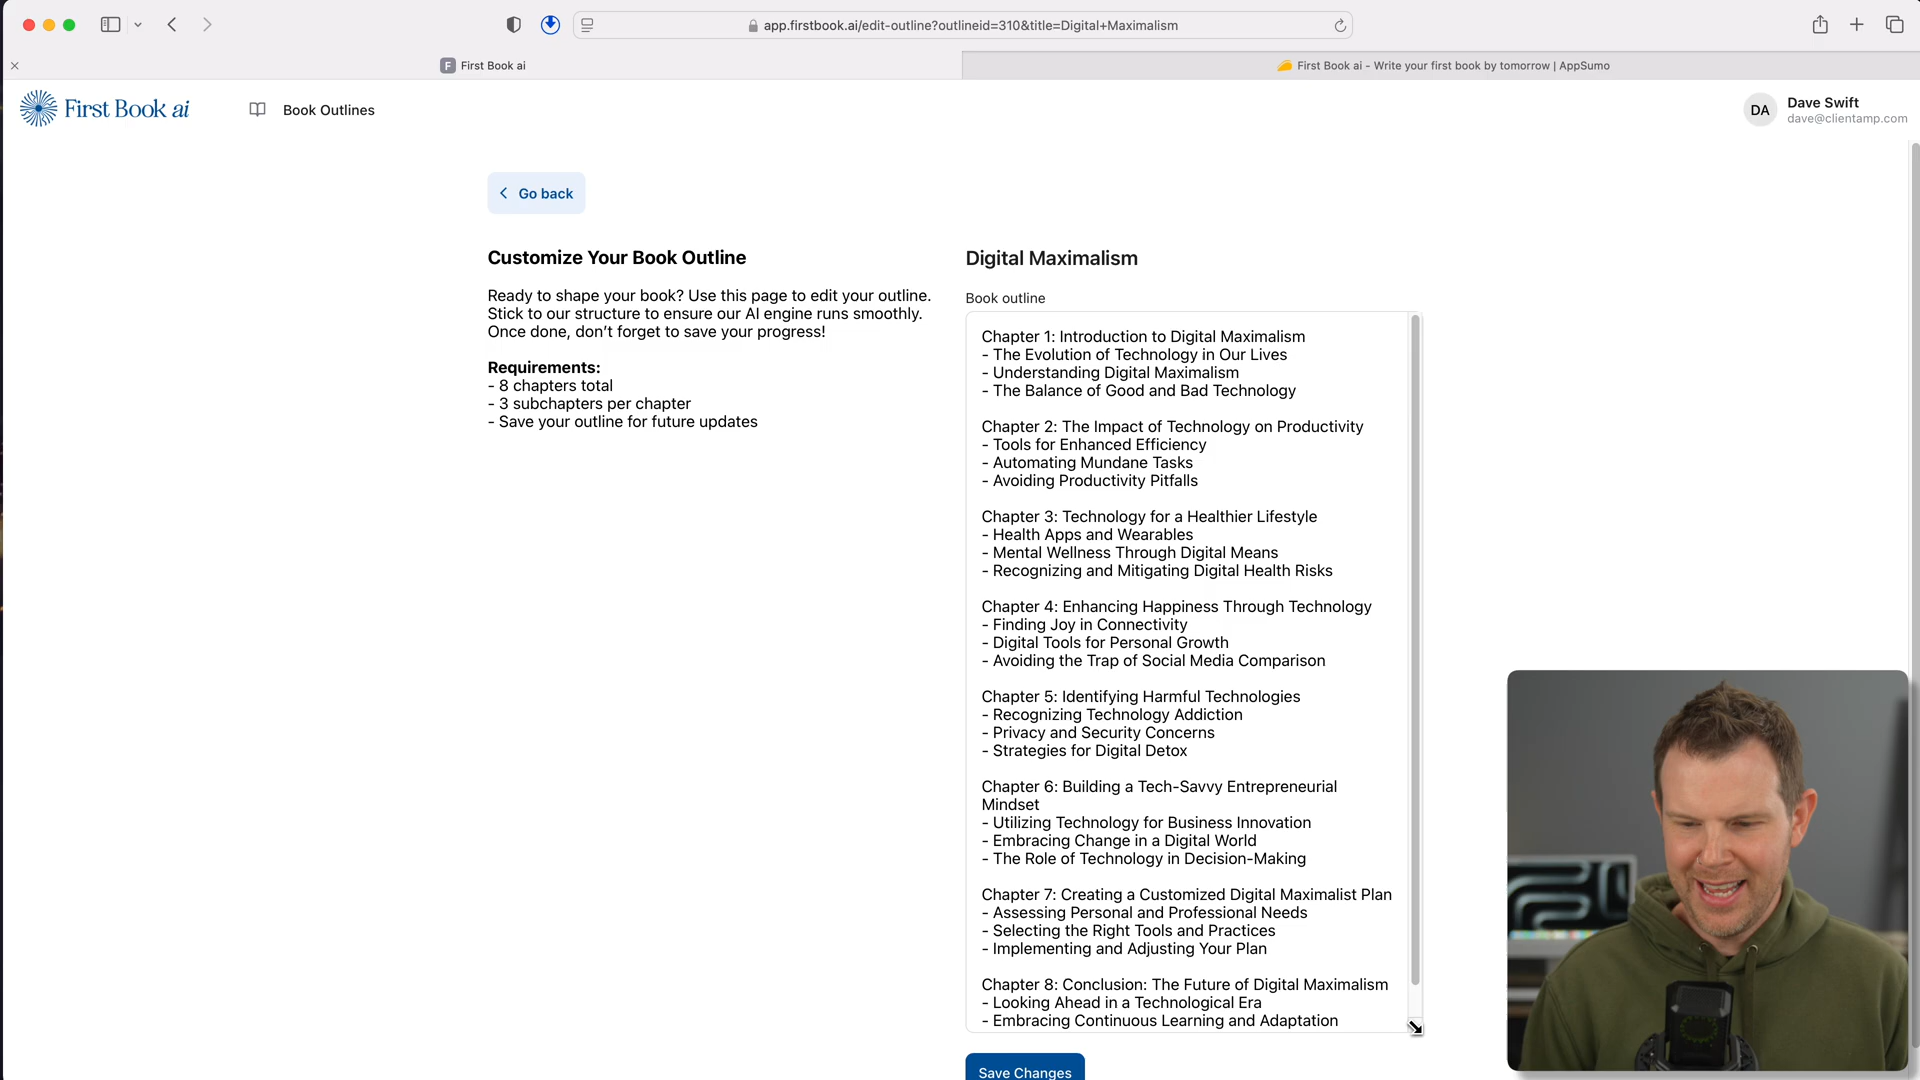 app.firstbook.ai/edit-outline?outlineid=310&title=Digital+Maximalism
F First Book ai
First Book ai - Write your first book by tomorrow | AppSumo
First Book ai
Book Outlines
DA
Dave Swift
dave@clientamp.com
Go back
Customize Your Book Outline
Ready to shape your book? Use this page to edit your outline.
Stick to our structure to ensure our AI engine runs smoothly.
Once done, don't forget to save your progress!
Requirements:
- 8 chapters total
- 3 subchapters per chapter
- Save your outline for future updates
Digital Maximalism
Book outline
Chapter 1: Introduction to Digital Maximalism
- The Evolution of Technology in Our Lives
- Understanding Digital Maximalism
- The Balance of Good and Bad Technology
Chapter 2: The Impact of Technology on Productivity
- Tools for Enhanced Efficiency
- Automating Mundane Tasks
- Avoiding Productivity Pitfalls
Chapter 3: Technology for a Healthier Lifestyle
- Health Apps and Wearables
- Mental Wellness Through Digital Means
- Recognizing and Mitigating Digital Health Risks
Chapter 4: Enhancing Happiness Through Technology
- Finding Joy in Connectivity
- Digital Tools for Personal Growth
- Avoiding the Trap of Social Media Comparison
Chapter 5: Identifying Harmful Technologies
- Recognizing Technology Addiction
- Privacy and Security Concerns
- Strategies for Digital Detox
Chapter 6: Building a Tech-Savvy Entrepreneurial
Mindset
- Utilizing Technology for Business Innovation
- Embracing Change in a Digital World
- The Role of Technology in Decision-Making
Chapter 7: Creating a Customized Digital Maximalist Plan
- Assessing Personal and Professional Needs
- Selecting the Right Tools and Practices
- Implementing and Adjusting Your Plan
Chapter 8: Conclusion: The Future of Digital Maximalism
- Looking Ahead in a Technological Era
- Embracing Continuous Learning and Adaptation
Save Changes